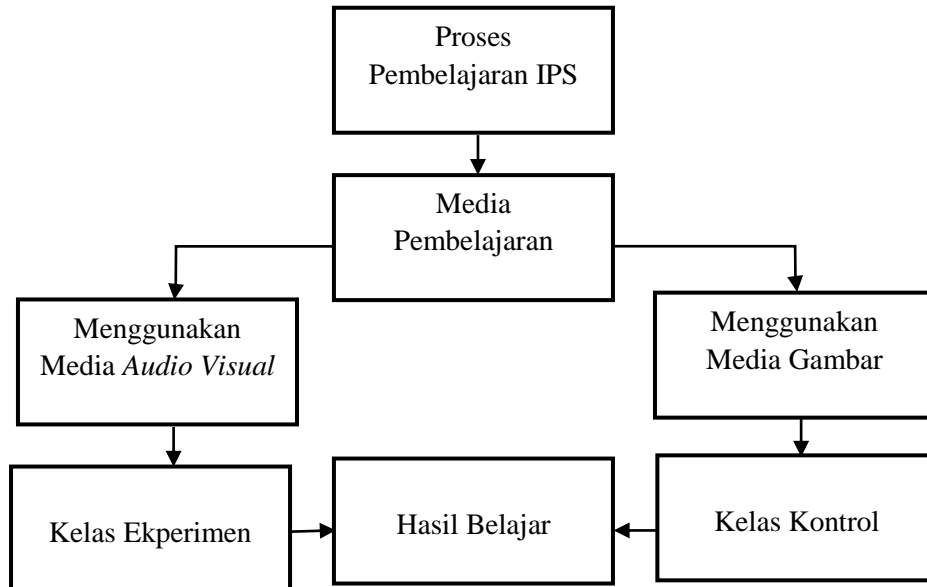 Proses
Pembelajaran IPS
Media
Pembelajaran
Menggunakan
Media Audio Visual
Menggunakan
Media Gambar
Kelas Ekperimen
Hasil Belajar
Kelas Kontrol